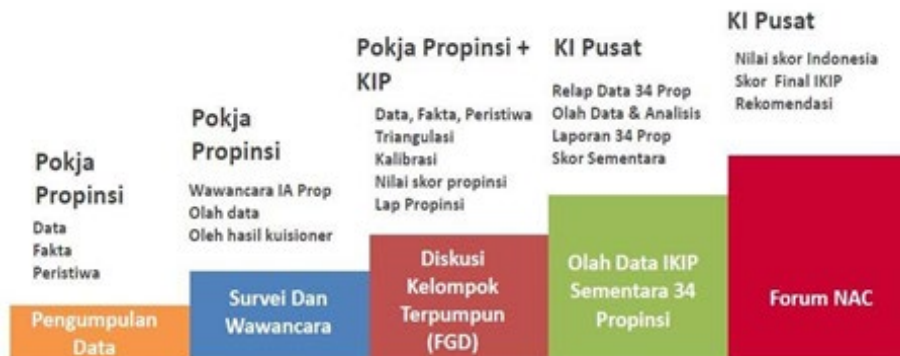 Pokja
Propinsi
Data
Fakta
Peristiwa
Pengumpulan
Data
Pokja
Propinsi
Wawancara IA Prop
Olah data
Oleh hasil kuisioner
Survei Dan
Wawancara
Pokja Propinsi +
KIP
Data, Fakta, Peristiwa
Triangulasi
Kalibrasi
Nilai skor propinsi
Lap Propinsi
Diskusi
Kelompok
Terpumpun
(FGD)
KI Pusat
Relap Data 34 Prop
Olah Data & Analisis
Laporan 34 Prop
Skor Sementara
Olah Data IKIP
Sementara 34
Propinsi
KI Pusat
Nilai skor Indonesia
Skor Final IKIP
Rekomendasi
Forum NAC